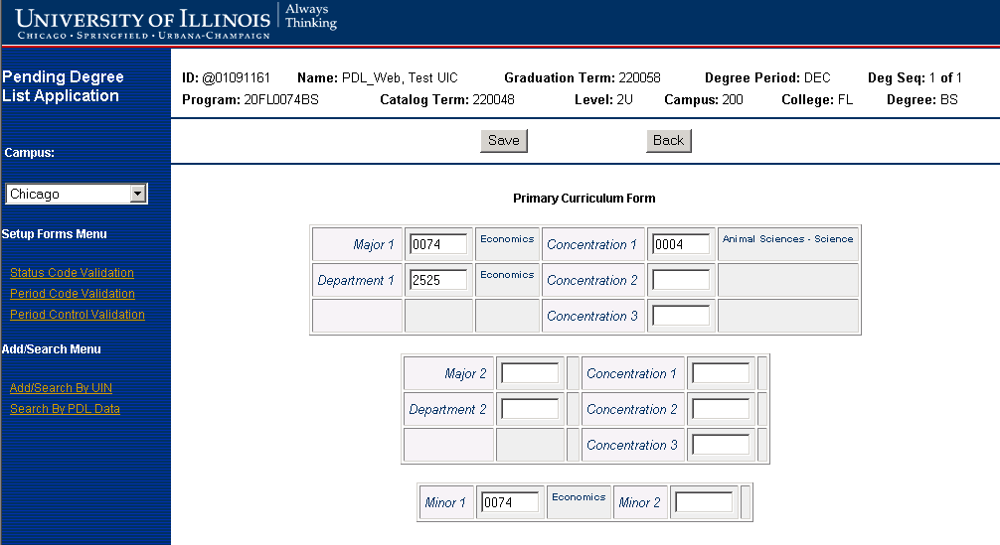 UNIVERSITY OF ILLINOIS Always Thinking
CHICAGO • SPRINGFIELD • URBANA-CHAMPAIGN
Pending Degree
List Application
Campus:
Chicago
Setup Forms Menu
Status Code Validation
Period Code Validation
Period Control Validation
Add/Search Menu
Add/Search By UIN
Search By PDL Data
ID: @01091161 Name: PDL_Web, Test UIC Graduation Term: 220058 Degree Period: DEC Deg Seq: 1 of 1
Program: 20FL0074BS Catalog Term: 220048 Level: 2U Campus: 200 College: FL Degree: BS
Save Back
Primary Curriculum Form
Major 1 0074 Economics Concentration 1 0004 Animal Sciences - Science
Department 1 2525 Economics Concentration 2
Concentration 3
Major 2 Concentration 1
Department 2 Concentration 2
Concentration 3
Minor 1 0074 Economics Minor 2